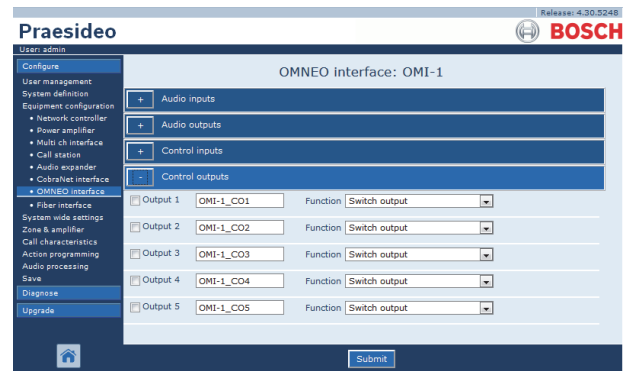 Release: 4.30.5248
Praesideo
BOSCH
User: admin
Configure
User management
System definition
Equipment configuration
• Network controller
• Power amplifier
• Multi ch interface
• Call station
• Audio expander
• CobraNet interface
• OMNEO interface
• Fiber interface
System wide settings
Zone & amplifier
Call characteristics
Action programming
Audio processing
Save
Diagnose
Upgrade
OMNEO interface: OMI-1
+ Audio inputs
+ Audio outputs
+ Control inputs
- Control outputs
Output 1 OMI-1_CO1 Function Switch output
Output 2 OMI-1_CO2 Function Switch output
Output 3 OMI-1_CO3 Function Switch output
Output 4 OMI-1_CO4 Function Switch output
Output 5 OMI-1_CO5 Function Switch output
Submit